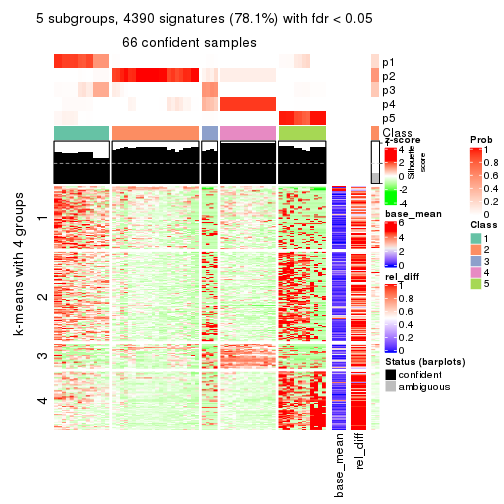 5 subgroups, 4390 signatures (78.1%) with fdr < 0.05
66 confident samples
p1
p2
p3
p4
p5
Class
Silhouette
score
k-means with 4 groups
1
2
3
4
base_mean
rel_diff
z-score
4
2
0
-2
-4
base_mean
6
4
2
0
rel_diff
1
0.8
0.6
0.4
0.2
0
Status (barplots)
confident
ambiguous
Prob
1
0.8
0.6
0.4
0.2
0
Class
1
2
3
4
5